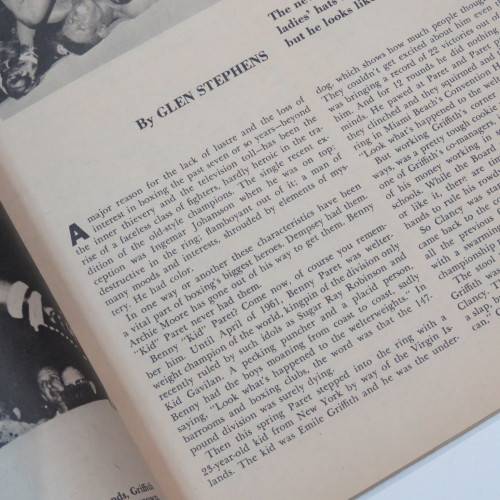 The ne
ladies' hats
but he looks like
By GLEN STEPHENS
A major reason for the lack of lustre and the loss of
interest in boxing the past seven or so years—beyond
the inner thievery and the television toll—has been the
rise of a faceless class of fighters, hardly heroic in the tra-
dition of the old-style champions. The single recent ex-
ception was Ingemar Johansson when he was on top:
destructive in the ring; flamboyant out of it; a man of
many moods and interests, shrouded by elements of mys-
tery. He had color.
In one way or another these characteristics have been
a vital part of boxing's biggest heroes. Dempsey had them.
Archie Moore has gone out of his way to get them. Benny
"Kid" Paret never had them.
Benny "Kid" Paret? Come now, of course you remem-
ber him. Until April of 1961, Benny Paret was welter-
weight champion of the world, kingpin of the division only
recently ruled by such idols as Sugar Ray Robinson and
Kid Gavilan. A pecking puncher and a placid person,
Benny had the boys moaning from coast to coast, sadly
saying, "Look what's happened to the welterweights." In
barrooms and boxing clubs, the word was that the 147-
pound division was surely dying.
Then this spring Paret stepped into the ring with a
23-year-old kid from New York by way of the Virgin Is-
lands. The kid was Emile Griffith and he was the under-
dog, which shows how much people though
They couldn't get excited about him even
was bringing a record of 22 victories out
him. And for 12 rounds he did nothing
minds. He pawed at Paret and Paret
they clinched and they squirmed and
ring in Miami Beach's Convention
"Look what's happened to the w
But working Griffith's corner
ways, was a pretty tough cooki
one of Griffith's co-managers
of his money working in
school. While the Board
or like it, there are
hands it rule his rowdy
So Clancy was
came back to the
all the previous
with a swarming
championship
The stoo
Griffith
Clancy
a slap,
can. C
nds, Griffith